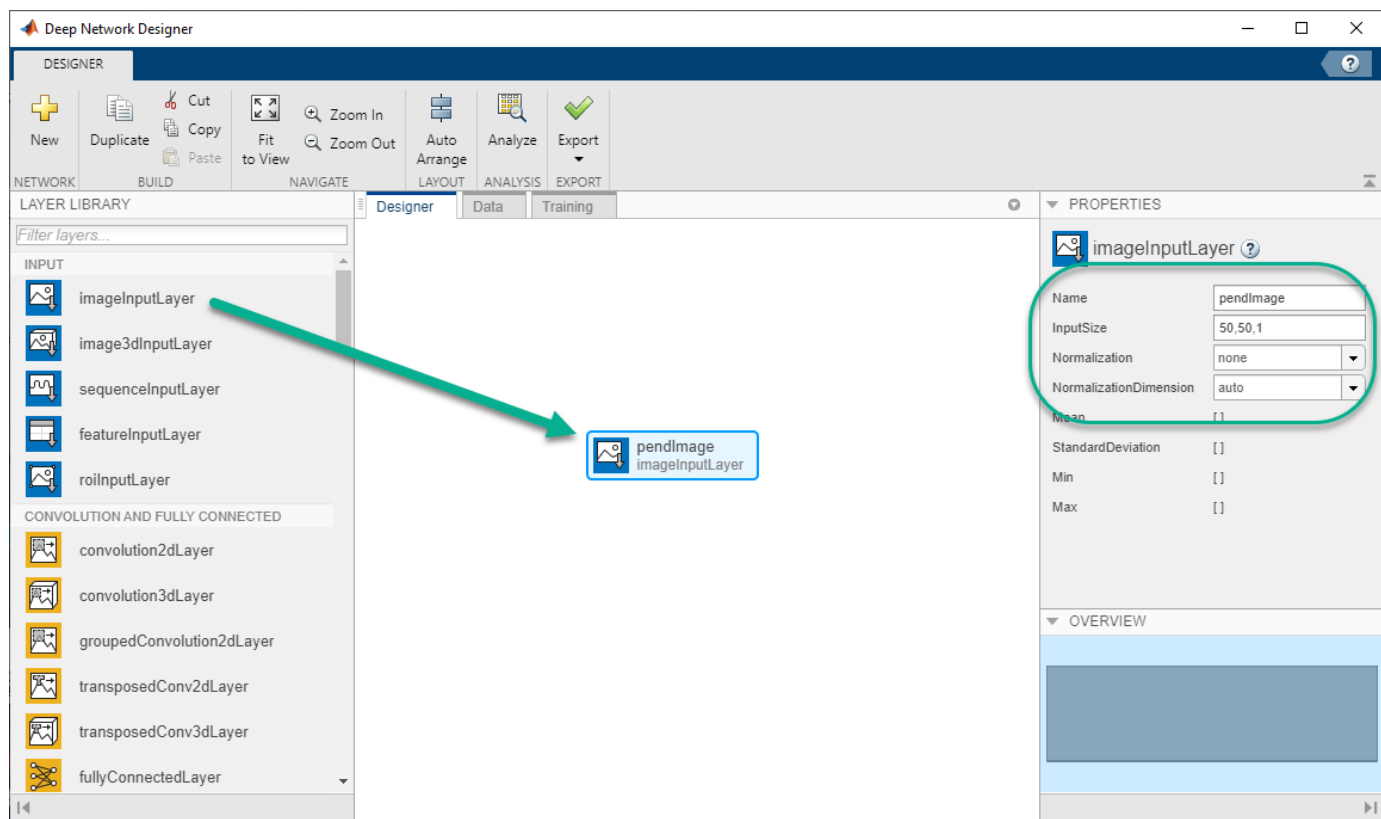 Deep Network Designer
DESIGNER
New
Duplicate
Cut
Copy
Paste
Fit
to View
Zoom In
Zoom Out
Auto
Arrange
Analyze
Export
NETWORK
BUILD
NAVIGATE
LAYOUT
ANALYSIS
EXPORT
LAYER LIBRARY
Filter layers...
INPUT
imageInputLayer
image3dInputLayer
sequenceInputLayer
featureInputLayer
roiInputLayer
CONVOLUTION AND FULLY CONNECTED
convolution2dLayer
convolution3dLayer
groupedConvolution2dLayer
transposedConv2dLayer
transposedConv3dLayer
fullyConnectedLayer
Designer
Data
Training
pendImage
imageInputLayer
PROPERTIES
imageInputLayer ?
Name pendImage
InputSize 50,50,1
Normalization none
NormalizationDimension auto
Mean []
StandardDeviation []
Min []
Max []
OVERVIEW